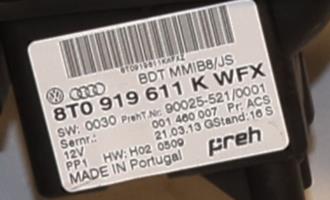 8T0919611KWFXZ
BDT MMIB8/JS
8T0 919 611 K WFX
SW: 0030 PrehT.Nr: 90025-521/0001
Sernr.: 001 460 007 Pr: ACS
12V 21.03.13 GStand: 16 S
PP1 HW: H02 0509
MADE IN Portugal preh